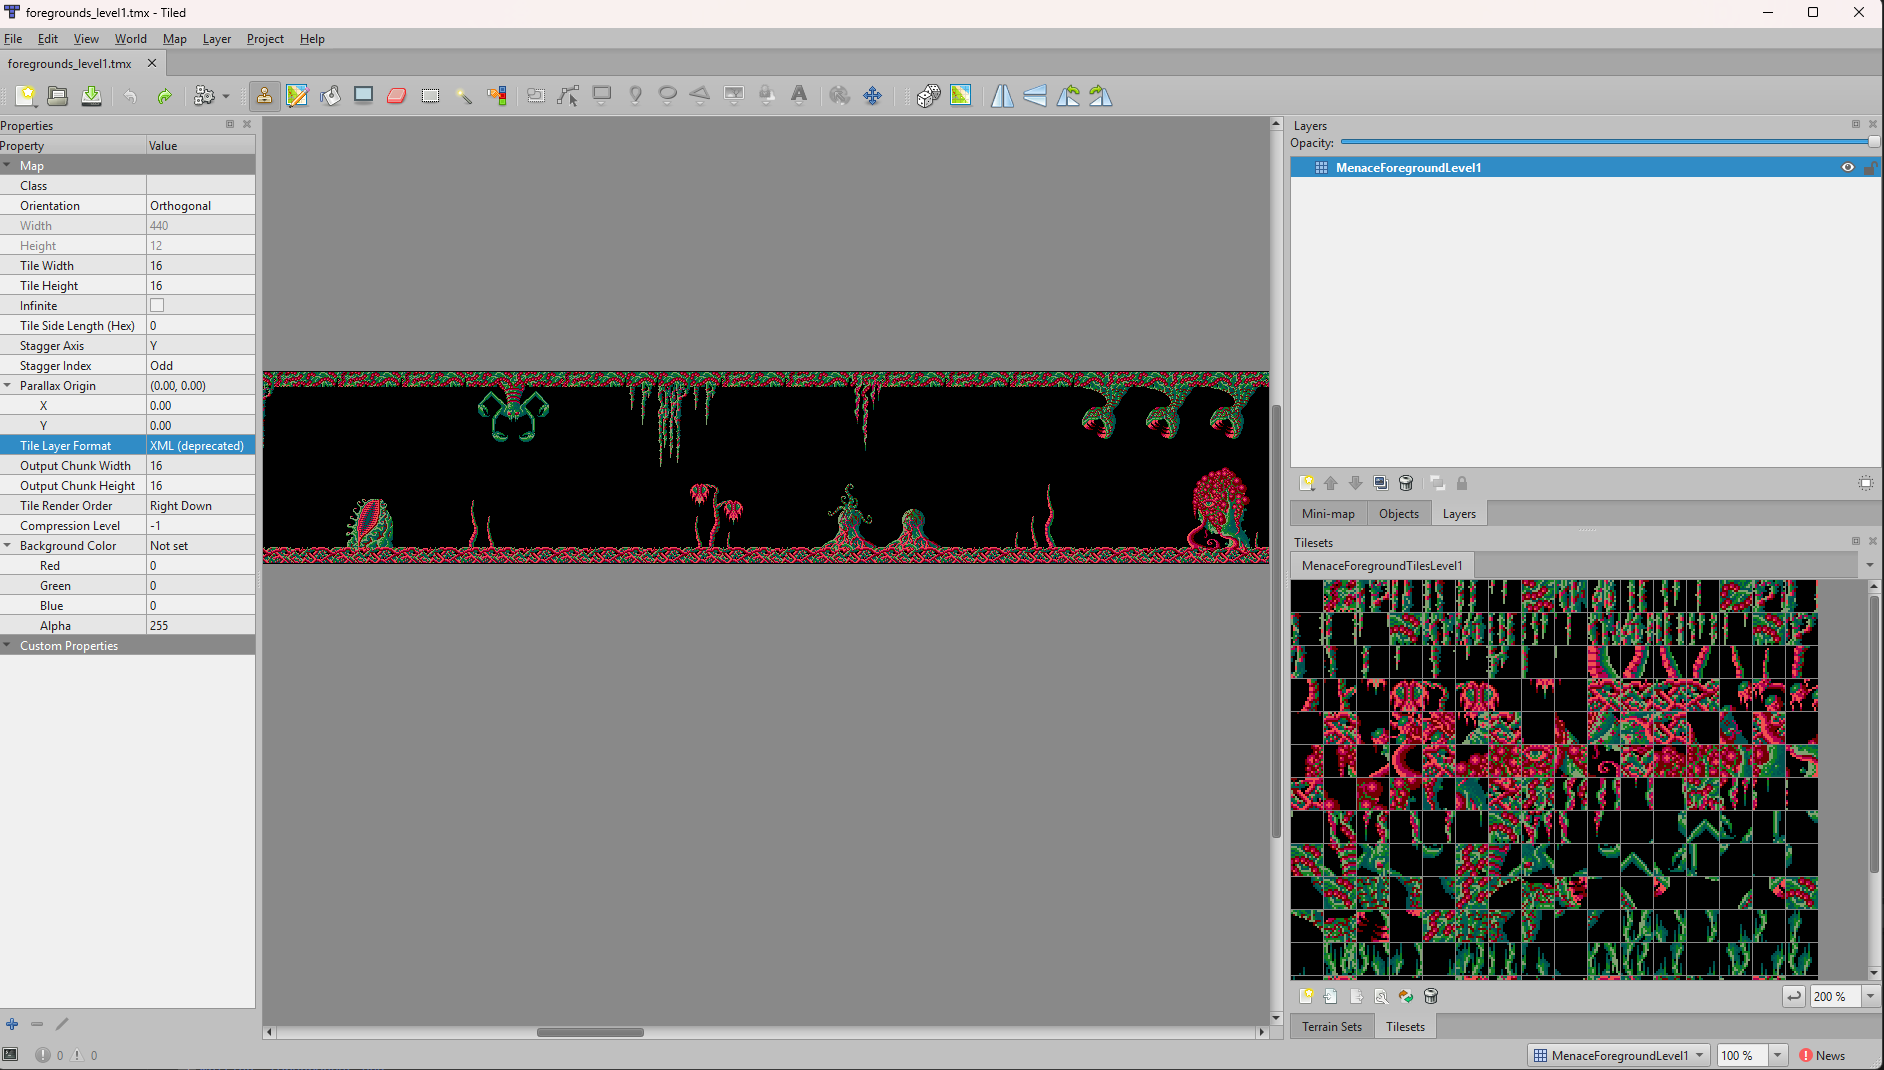 foregrounds_level1.tmx - Tiled
File Edit View World Map Layer Project Help
foregrounds_level1.tmx
Properties
Property Value
Map
Class
Orientation Orthogonal
Width 440
Height 12
Tile Width 16
Tile Height 16
Infinite
Tile Side Length (Hex) 0
Stagger Axis Y
Stagger Index Odd
Parallax Origin (0.00, 0.00)
X 0.00
Y 0.00
Tile Layer Format XML (deprecated)
Output Chunk Width 16
Output Chunk Height 16
Tile Render Order Right Down
Compression Level -1
Background Color Not set
Red 0
Green 0
Blue 0
Alpha 255
Custom Properties
0 0
Layers
Opacity:
MenaceForegroundLevel1
Mini-map Objects Layers
Tilesets
MenaceForegroundTilesLevel1
200 %
Terrain Sets Tilesets
MenaceForegroundLevel1 100 % News